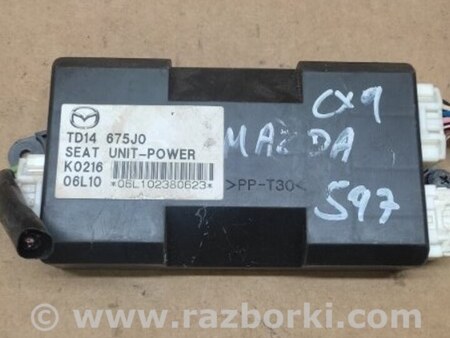 TD14 675J0
SEAT UNIT-POWER
K0216
06L10 *06L102380623*
>PP-T30<
CX9
MAZDA
597
www.razborki.com